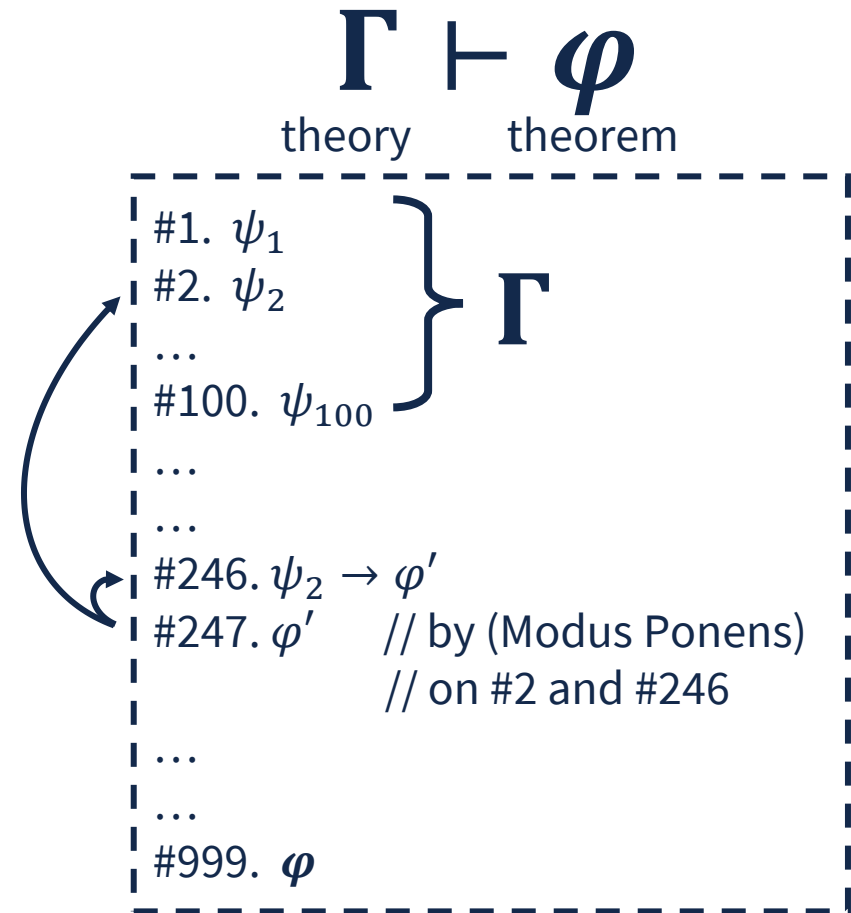 Γ ⊢ φ
theory theorem
#1. ψ₁
#2. ψ₂
...
#100. ψ₁₀₀
Γ
...
...
#246. ψ₂ → φ′
#247. φ′ // by (Modus Ponens)
// on #2 and #246
...
...
#999. φ